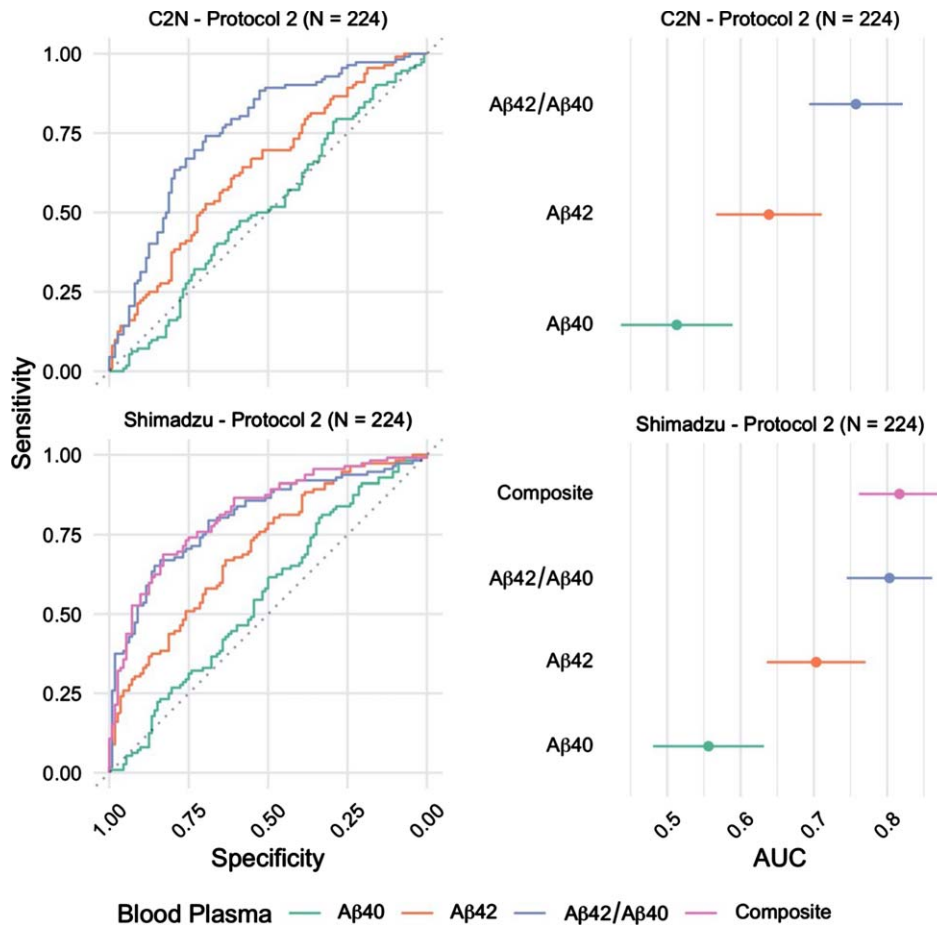 C2N - Protocol 2 (N = 224)
C2N - Protocol 2 (N = 224)
1.00
0.75
0.50
0.25
0.00
Aβ42/Aβ40
Aβ42
Aβ40
Sensitivity
Shimadzu - Protocol 2 (N = 224)
Shimadzu - Protocol 2 (N = 224)
1.00
0.75
0.50
0.25
0.00
Composite
Aβ42/Aβ40
Aβ42
Aβ40
1.00 0.75 0.50 0.25 0.00
0.5 0.6 0.7 0.8
Specificity
AUC
Blood Plasma Aβ40 Aβ42 Aβ42/Aβ40 Composite